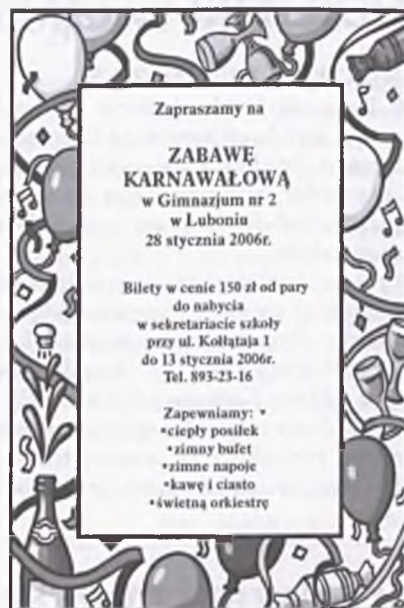 Zapraszamy na
ZABAWĘ
KARNAWAŁOWĄ
w Gimnazjum nr 2
w Luboniu
28 stycznia 2006r.
Bilety w cenie 150 zł od pary
do nabycia
w sekretariacie szkoły
przy ul. Kołłątaja 1
do 13 stycznia 2006r.
Tel. 893-23-16
Zapewniamy:
•ciepły posiłek
•zimny bufet
•zimne napoje
•kawę i ciasto
•świetną orkiestrę